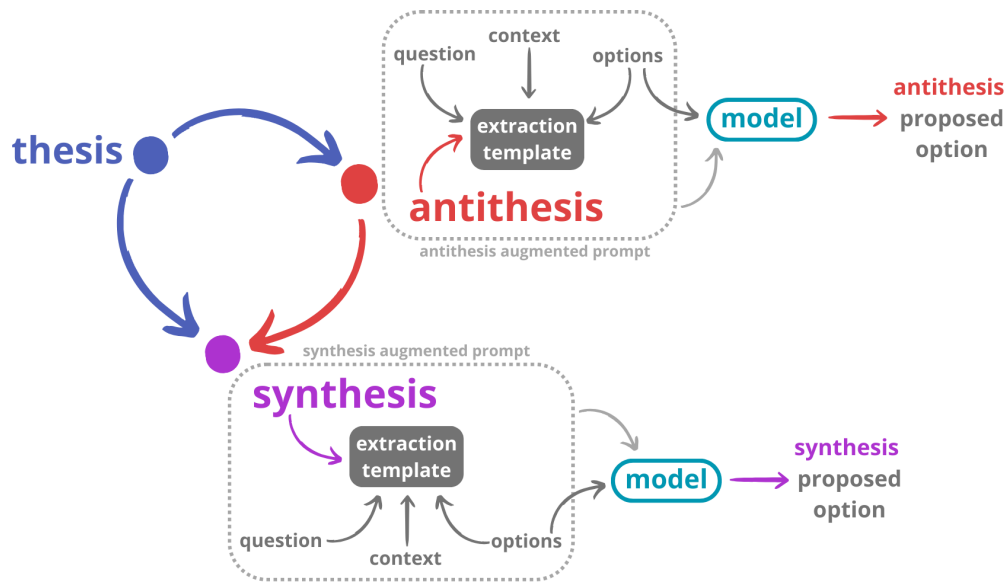 context
question
options
antithesis
proposed
option
model
extraction
template
thesis
antithesis
antithesis augmented prompt
synthesis augmented prompt
synthesis
extraction
template
synthesis
proposed
option
model
question
options
context